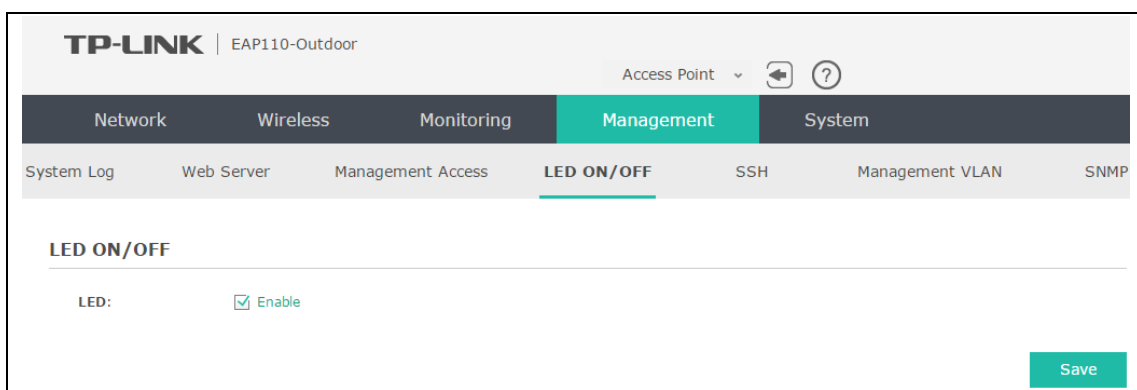 TP-LINK EAP110-Outdoor
Access Point ?
Network Wireless Monitoring Management System
System Log Web Server Management Access LED ON/OFF SSH Management VLAN SNMP
LED ON/OFF
LED: Enable
Save